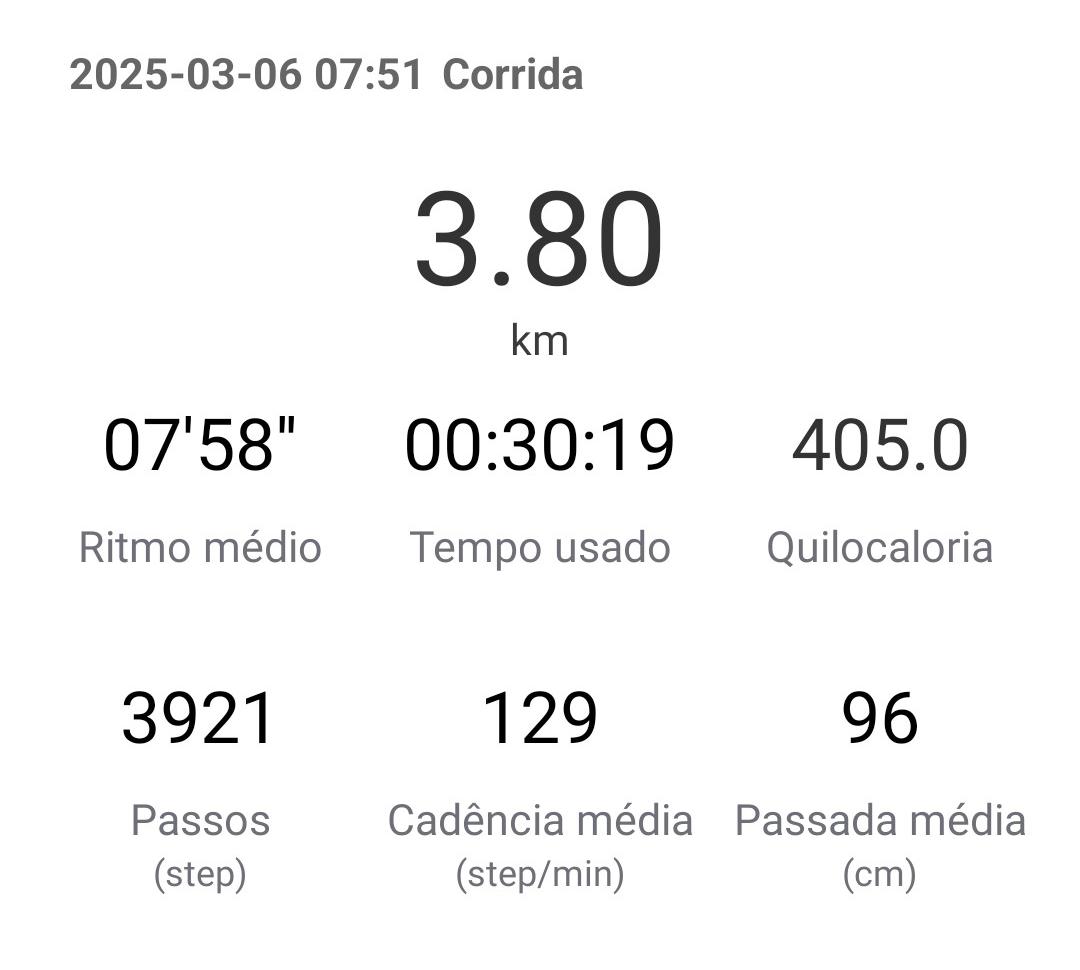 2025-03-06 07:51 Corrida
3.80
km
07'58" 00:30:19 405.0
Ritmo médio Tempo usado Quilocaloria
3921 129 96
Passos Cadência média Passada média
(step) (step/min) (cm)